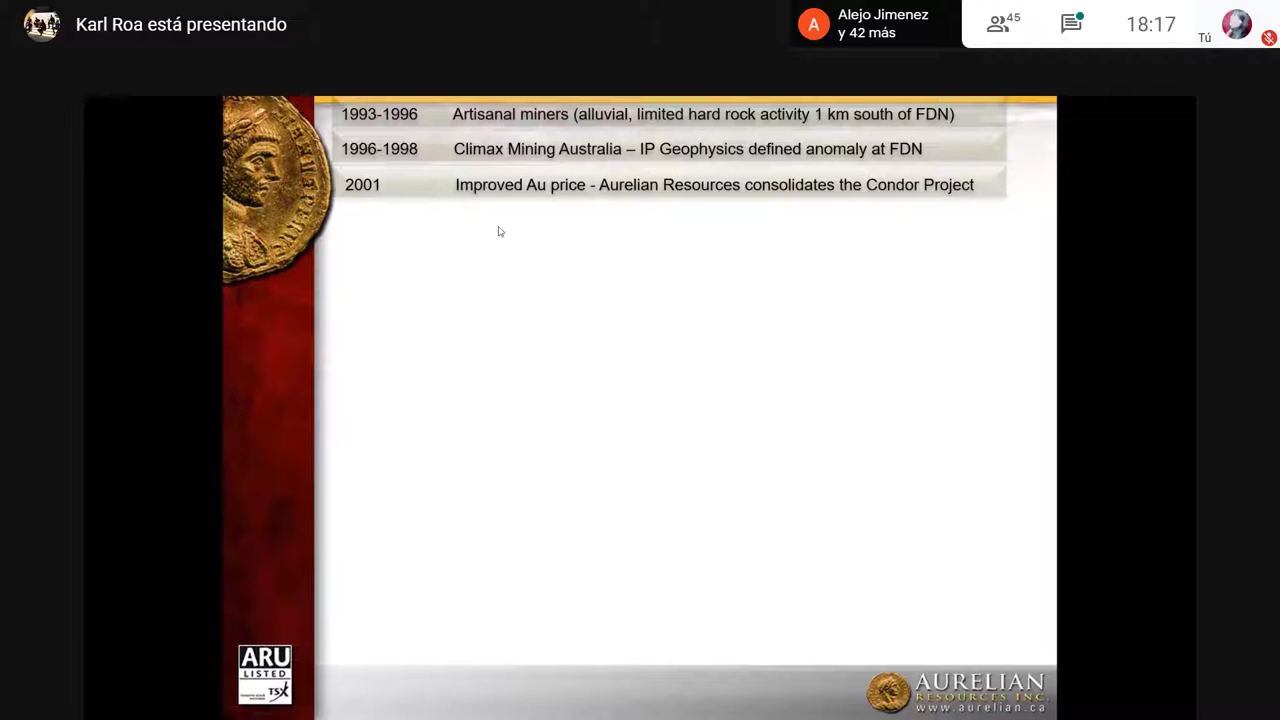 Karl Roa está presentando
A
Alejo Jimenez
y 42 más
45
18:17
Tú
1993-1996 Artisanal miners (alluvial, limited hard rock activity 1 km south of FDN)
1996-1998 Climax Mining Australia – IP Geophysics defined anomaly at FDN
2001 Improved Au price - Aurelian Resources consolidates the Condor Project
ARU
LISTED
TSX
AURELIAN
RESOURCES INC.
www.aurelian.ca